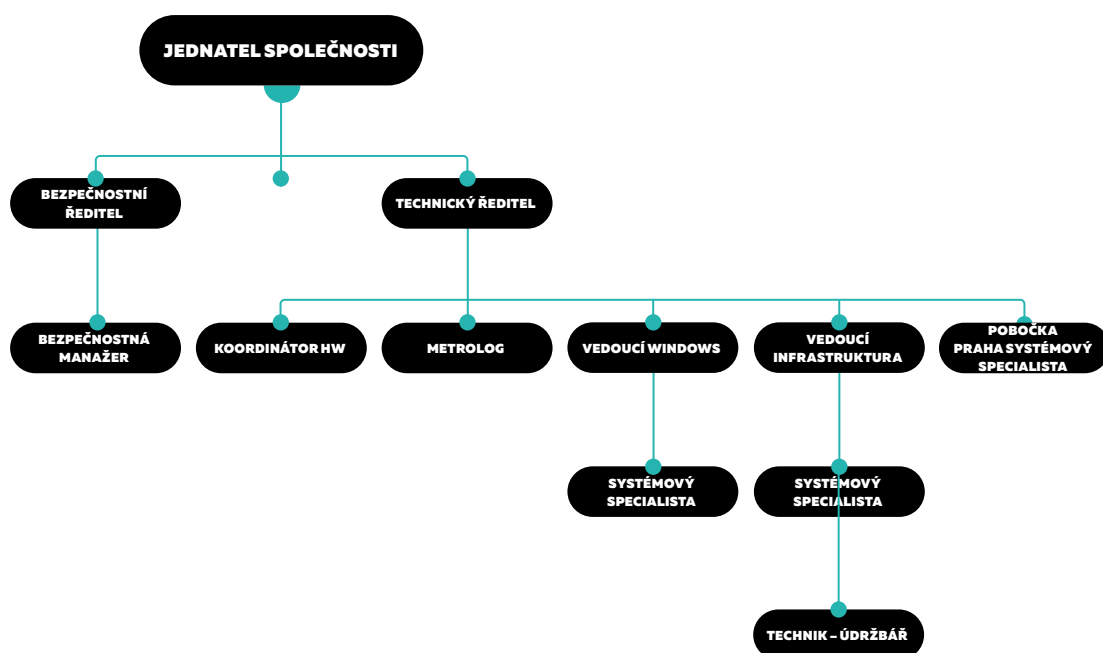 JEDNATEL SPOLEČNOSTI
BEZPEČNOSTNÍ
ŘEDITEL
TECHNICKÝ ŘEDITEL
BEZPEČNOSTNÁ
MANAŽER
KOORDINÁTOR HW
METROLOG
VEDOUCÍ WINDOWS
VEDOUCÍ
INFRASTRUKTURA
POBOČKA
PRAHA SYSTÉMOVÝ
SPECIALISTA
SYSTÉMOVÝ
SPECIALISTA
SYSTÉMOVÝ
SPECIALISTA
TECHNIK – ÚDRŽBÁŘ